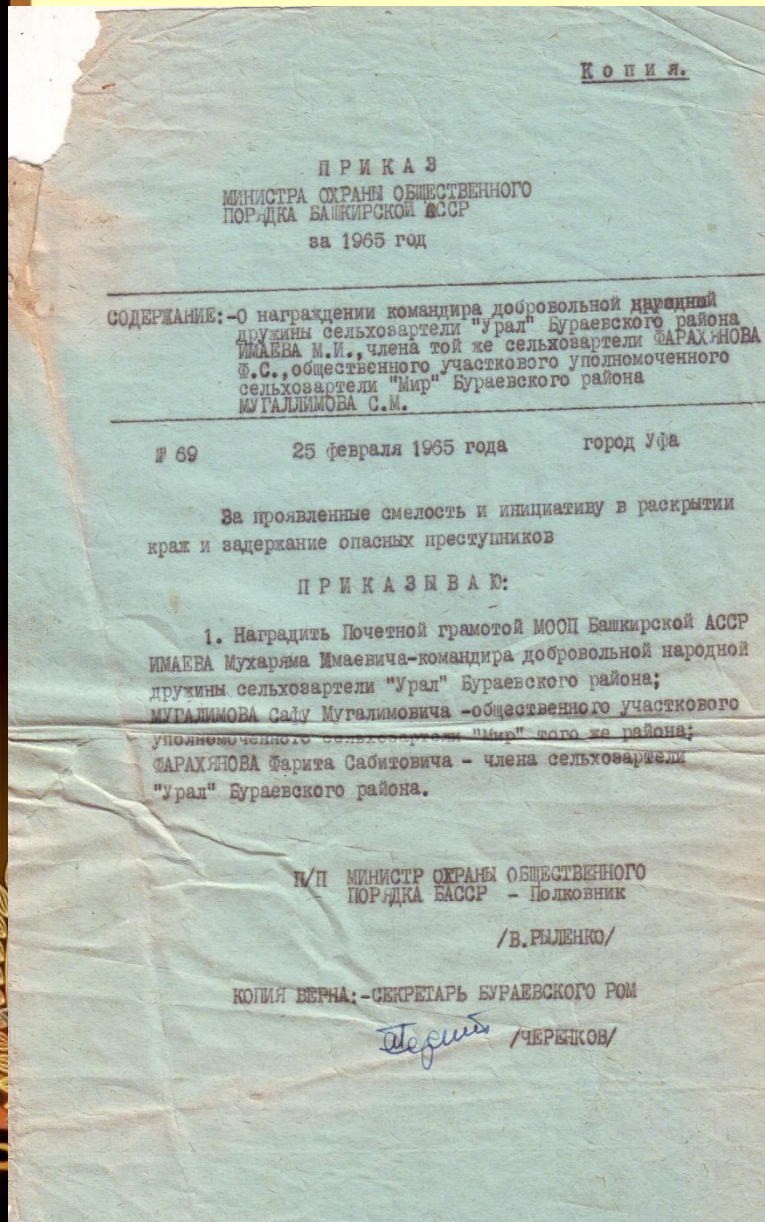 Копия.
ПРИКАЗ
МИНИСТРА ОХРАНЫ ОБЩЕСТВЕННОГО
ПОРЯДКА БАШКИРСКОЙ АССР
за 1965 год
СОДЕРЖАНИЕ:-О награждении командира добровольной народной
дружины сельхозартели "Урал" Бураевского района
ИМАЕВА М.И.,члена той же сельхозартели ФАРАХЯНОВА
Ф.С.,общественного участкового уполномоченного
сельхозартели "Мир" Бураевского района
МУГАЛЛИМОВА С.М.
№ 69 25 февраля 1965 года город Уфа
За проявленные смелость и инициативу в раскрытии
краж и задержание опасных преступников
ПРИКАЗЫВАЮ:
1. Наградить Почетной грамотой МООП Башкирской АССР
ИМАЕВА Мухаряма Имаевича-командира добровольной народной
дружины сельхозартели "Урал" Бураевского района;
МУГАЛИМОВА Сафу Мугалимовича -общественного участкового
уполномоченного сельхозартели "Мир" того же района;
ФАРАХЯНОВА Фарита Сабитовича - члена сельхозартели
"Урал" Бураевского района.
П/П МИНИСТР ОХРАНЫ ОБЩЕСТВЕННОГО
ПОРЯДКА БАССР - Полковник
/В.РЫЛЕНКО/
КОПИЯ ВЕРНА:-СЕКРЕТАРЬ БУРАЕВСКОГО РОМ
/ЧЕРЕНКОВ/